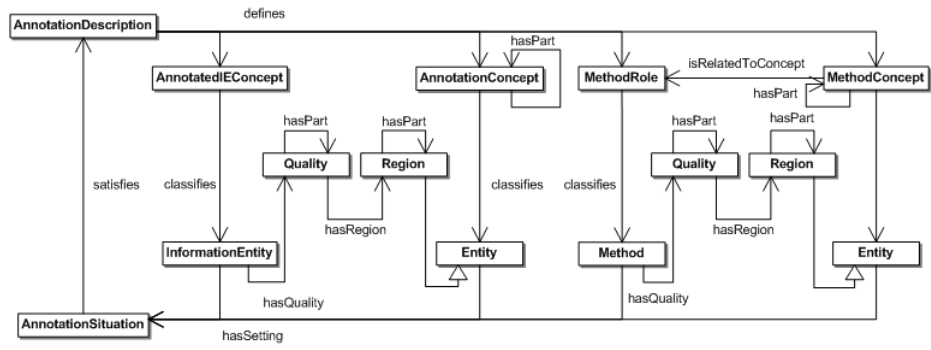 defines
AnnotationDescription
hasPart
AnnotatedIEConcept
AnnotationConcept
MethodRole
isRelatedToConcept
MethodConcept
hasPart
hasPart
hasPart
hasPart
hasPart
Quality
Region
Quality
Region
satisfies
classifies
classifies
classifies
hasRegion
hasRegion
InformationEntity
Entity
Method
Entity
hasQuality
hasQuality
AnnotationSituation
hasSetting